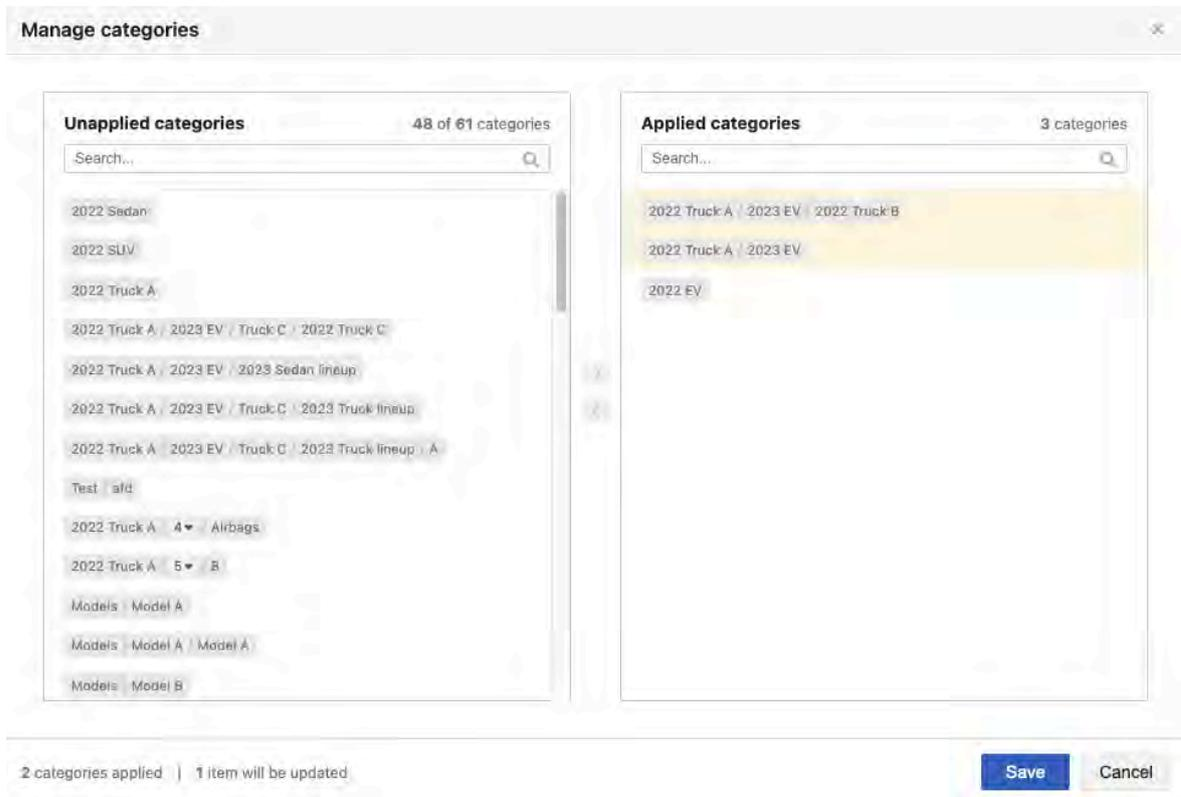 Manage categories
Unapplied categories
48 of 61 categories
Search...
2022 Sedan
2022 SUV
2022 Truck A
2022 Truck A / 2023 EV / Truck C / 2022 Truck C
2022 Truck A / 2023 EV / 2023 Sedan lineup
2022 Truck A / 2023 EV / Truck C / 2023 Truck lineup
2022 Truck A / 2023 EV / Truck C / 2023 Truck lineup / A
Test / afd
2022 Truck A / 4 / Airbags
2022 Truck A / 5 / B
Models / Model A
Models / Model A / Model A
Models / Model B
Applied categories
3 categories
Search...
2022 Truck A / 2023 EV / 2022 Truck B
2022 Truck A / 2023 EV
2022 EV
2 categories applied | 1 item will be updated
Save
Cancel